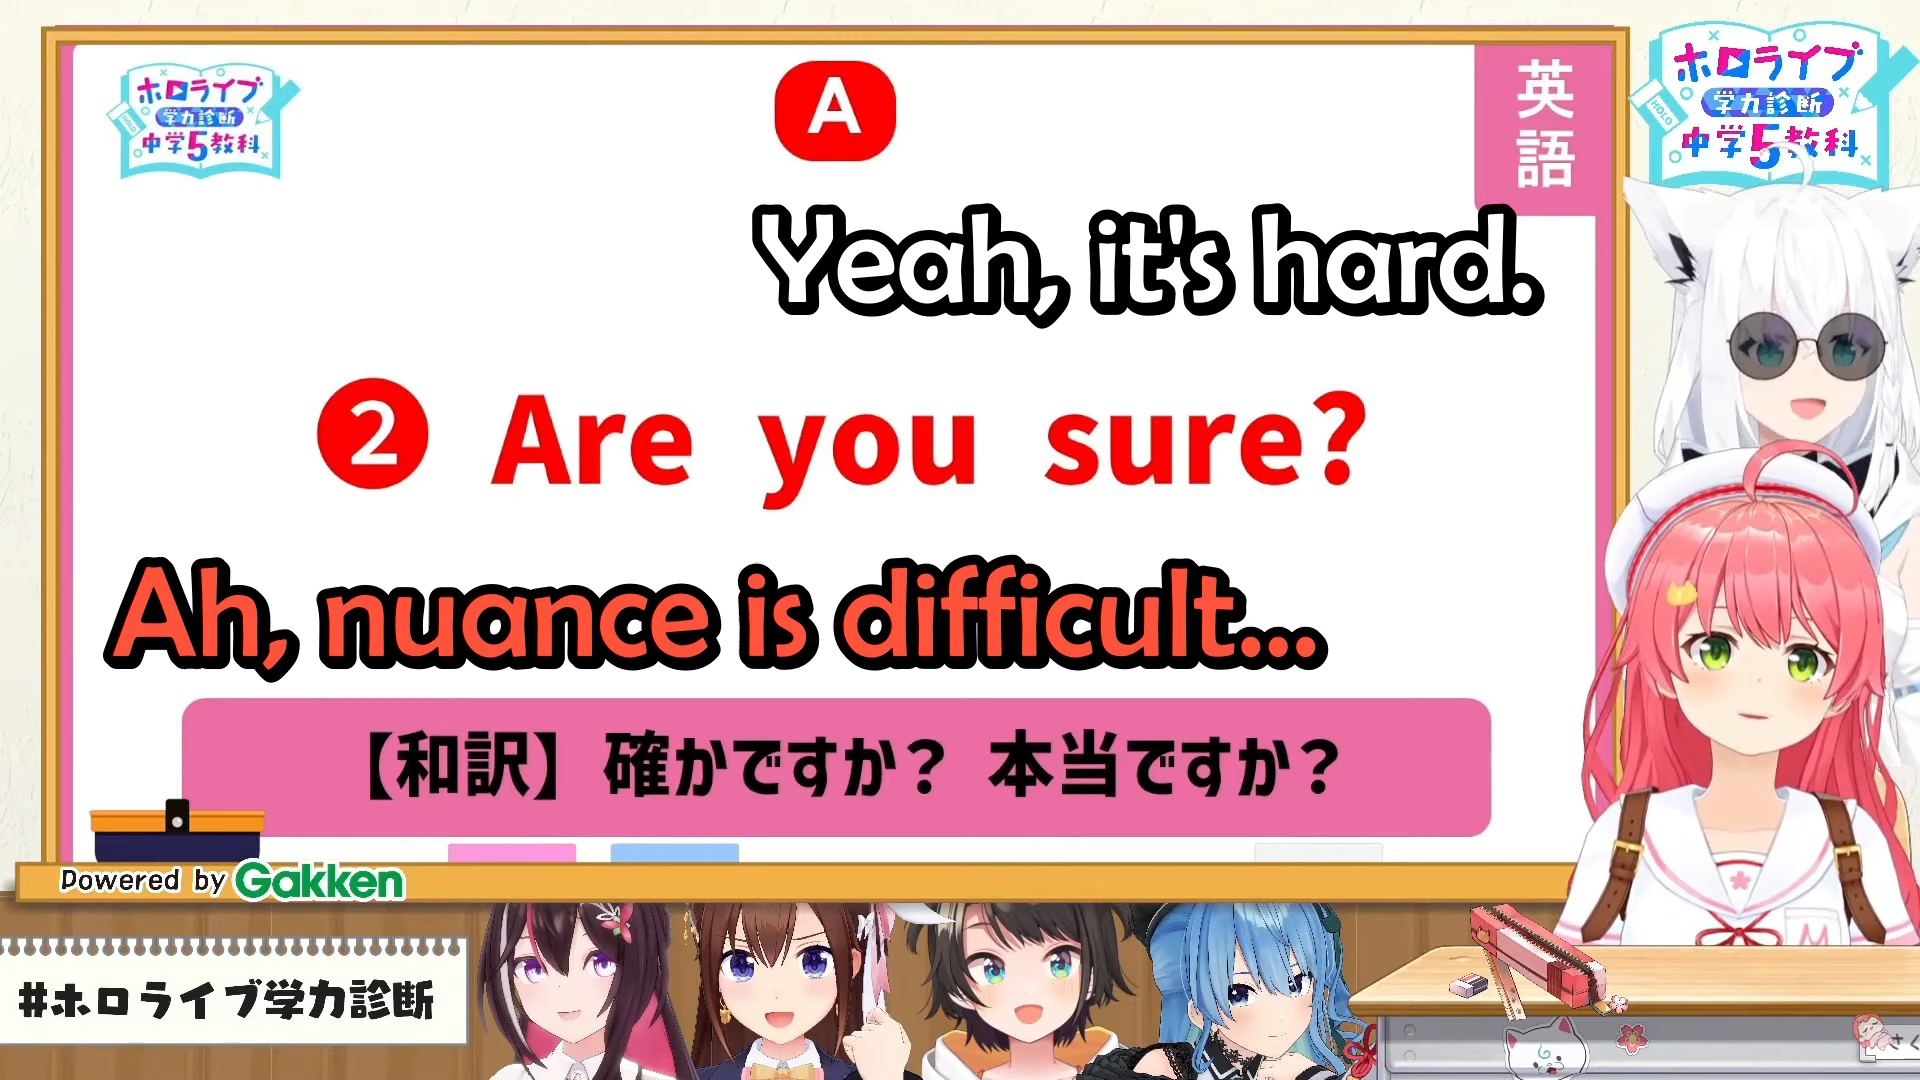 ホロライブ
学力診断
中学5教科
A
英語
ホロライブ
学力診断
中学5教科
HOLO
Yeah, it's hard.
2 Are you sure?
Ah, nuance is difficult...
【和訳】確かですか？ 本当ですか？
Powered by Gakken
#ホロライブ学力診断
M
さく